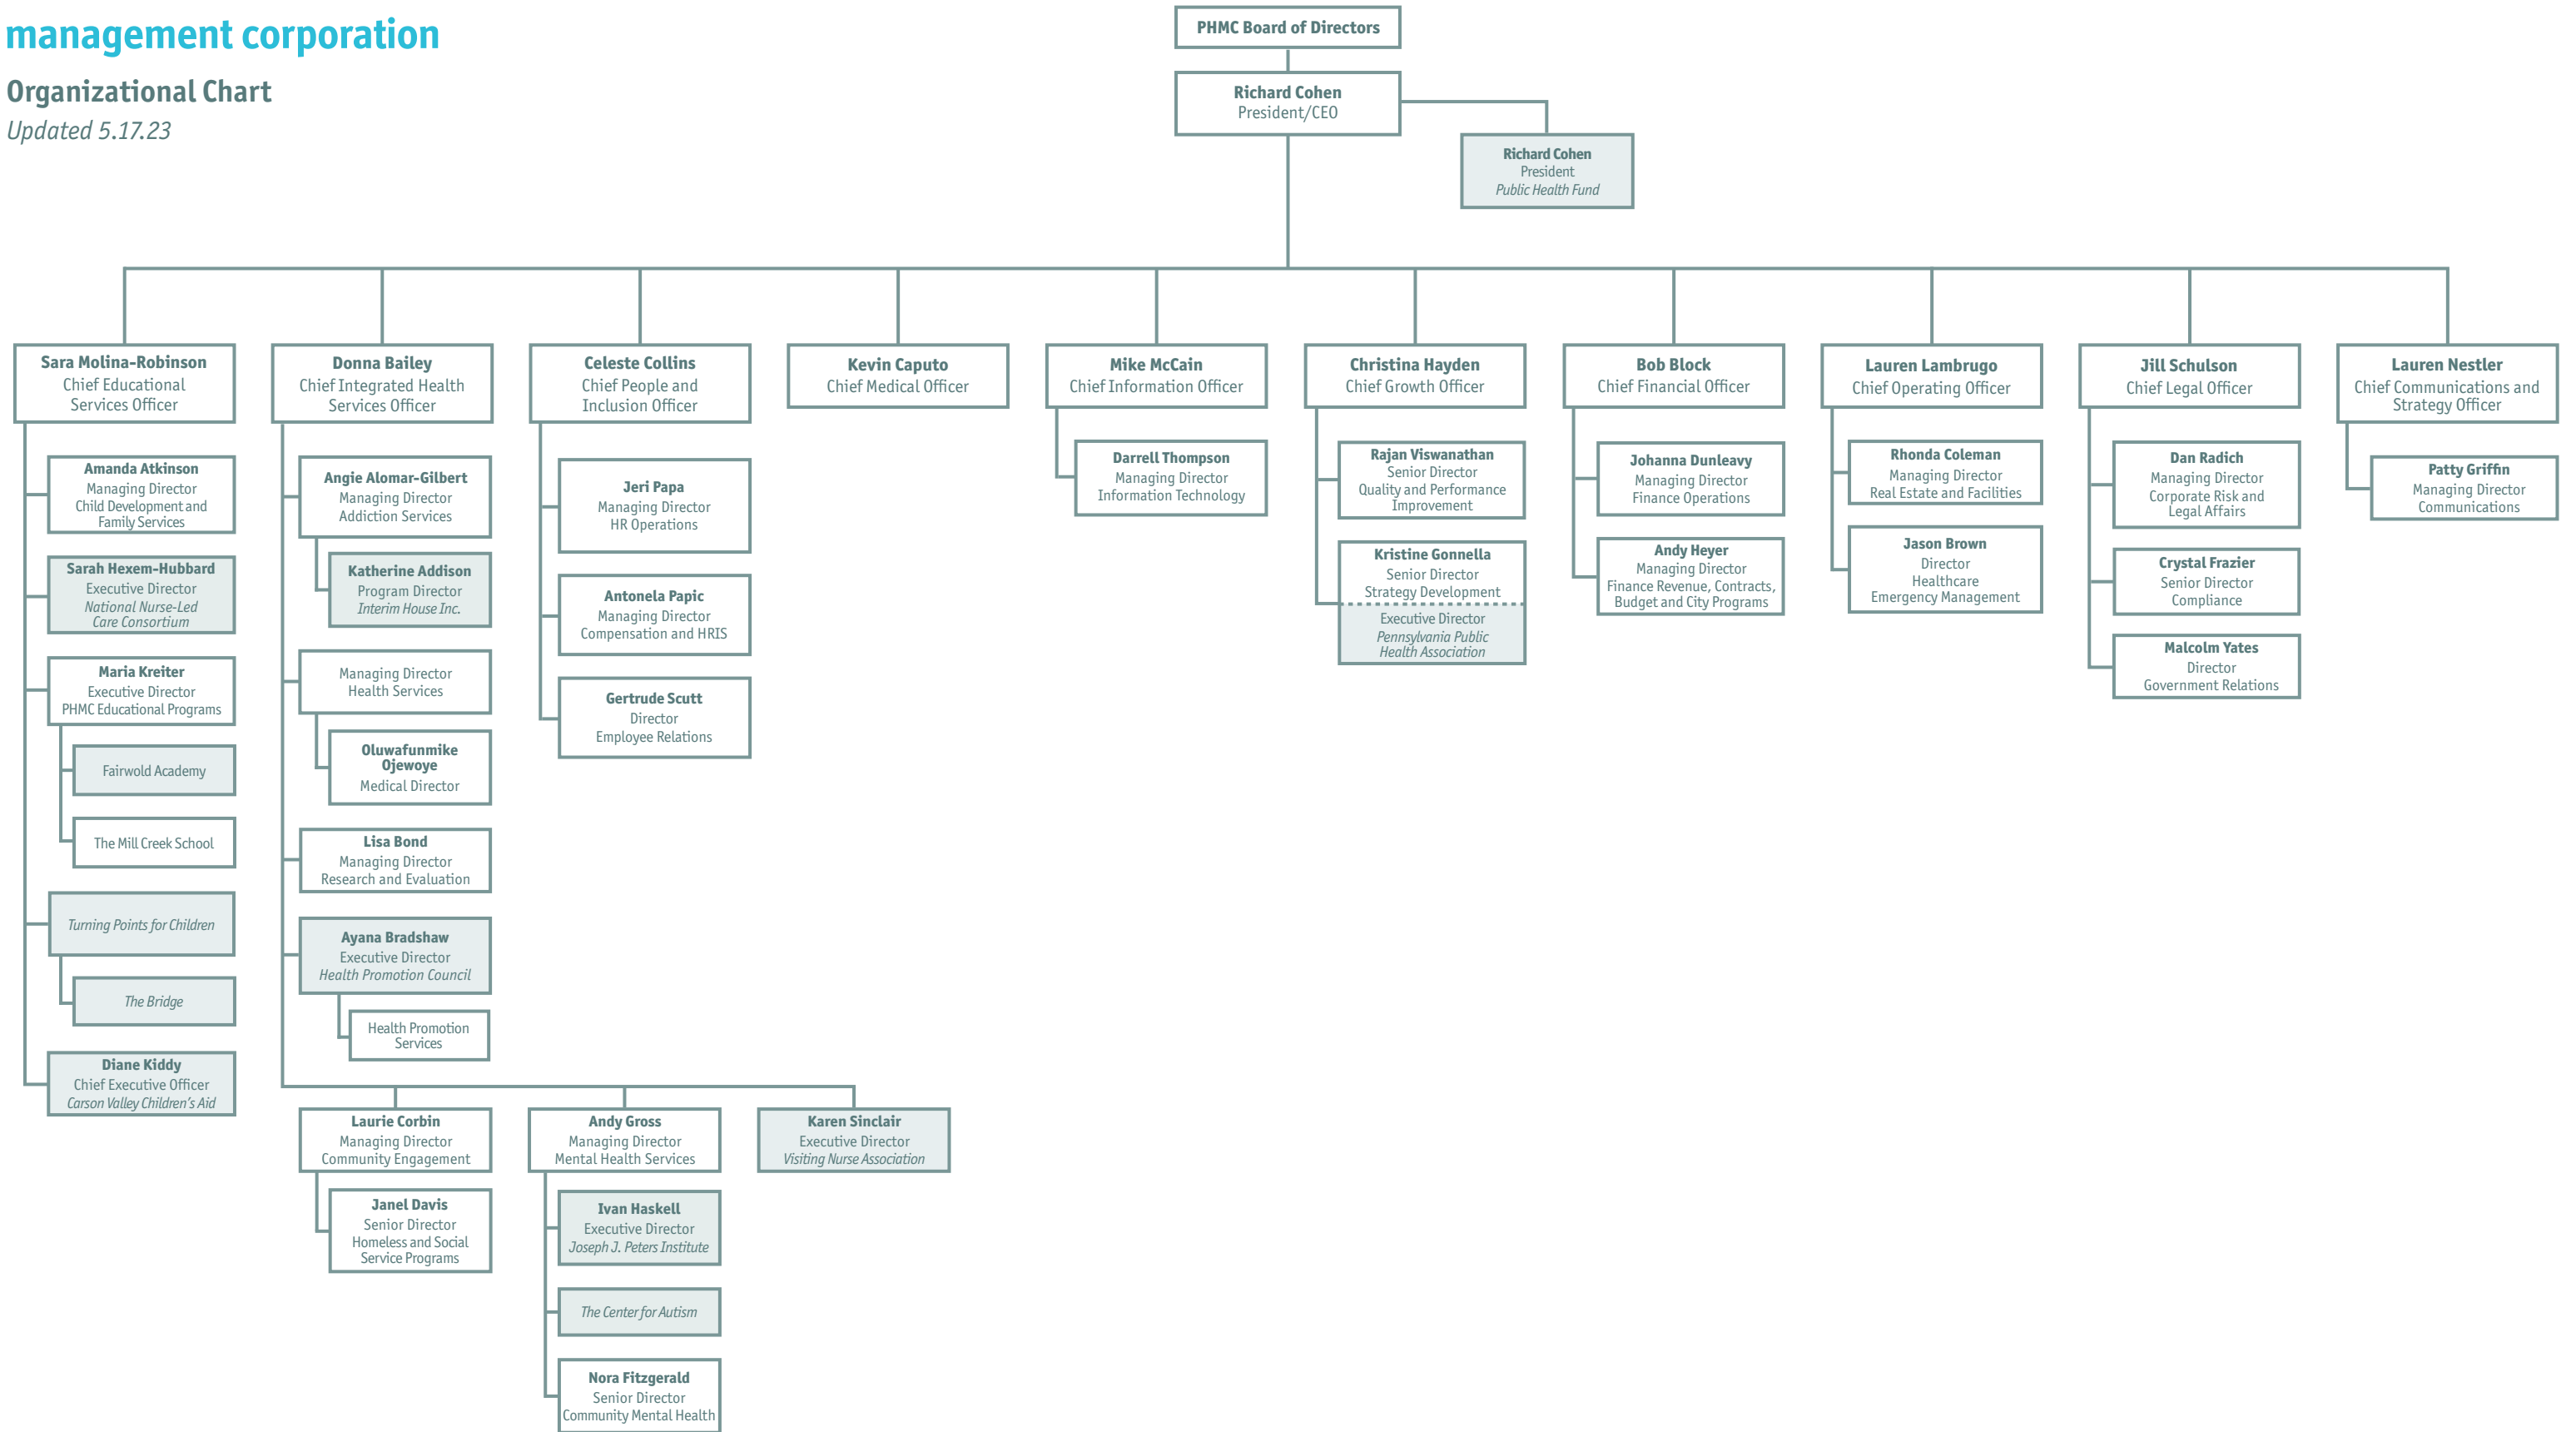 management corporation
Organizational Chart
Updated 5.17.23
PHMC Board of Directors
Richard Cohen
President/CEO
Richard Cohen
President
Public Health Fund
Sara Molina-Robinson
Chief Educational
Services Officer
Amanda Atkinson
Managing Director
Child Development and
Family Services
Sarah Hexem-Hubbard
Executive Director
National Nurse-Led
Care Consortium
Maria Kreiter
Executive Director
PHMC Educational Programs
Fairwold Academy
The Mill Creek School
Turning Points for Children
The Bridge
Diane Kiddy
Chief Executive Officer
Carson Valley Children's Aid
Donna Bailey
Chief Integrated Health
Services Officer
Angie Alomar-Gilbert
Managing Director
Addiction Services
Katherine Addison
Program Director
Interim House Inc.
Managing Director
Health Services
Oluwafunmike
Ojewoye
Medical Director
Lisa Bond
Managing Director
Research and Evaluation
Ayana Bradshaw
Executive Director
Health Promotion Council
Health Promotion
Services
Laurie Corbin
Managing Director
Community Engagement
Janel Davis
Senior Director
Homeless and Social
Service Programs
Andy Gross
Managing Director
Mental Health Services
Ivan Haskell
Executive Director
Joseph J. Peters Institute
The Center for Autism
Nora Fitzgerald
Senior Director
Community Mental Health
Karen Sinclair
Executive Director
Visiting Nurse Association
Celeste Collins
Chief People and
Inclusion Officer
Jeri Papa
Managing Director
HR Operations
Antonela Papic
Managing Director
Compensation and HRIS
Gertrude Scutt
Director
Employee Relations
Kevin Caputo
Chief Medical Officer
Mike McCain
Chief Information Officer
Darrell Thompson
Managing Director
Information Technology
Christina Hayden
Chief Growth Officer
Rajan Viswanathan
Senior Director
Quality and Performance
Improvement
Kristine Gonnella
Senior Director
Strategy Development
Executive Director
Pennsylvania Public
Health Association
Bob Block
Chief Financial Officer
Johanna Dunleavy
Managing Director
Finance Operations
Andy Heyer
Managing Director
Finance Revenue, Contracts,
Budget and City Programs
Lauren Lambrugo
Chief Operating Officer
Rhonda Coleman
Managing Director
Real Estate and Facilities
Jason Brown
Director
Healthcare
Emergency Management
Jill Schulson
Chief Legal Officer
Dan Radich
Managing Director
Corporate Risk and
Legal Affairs
Crystal Frazier
Senior Director
Compliance
Malcolm Yates
Director
Government Relations
Lauren Nestler
Chief Communications and
Strategy Officer
Patty Griffin
Managing Director
Communications